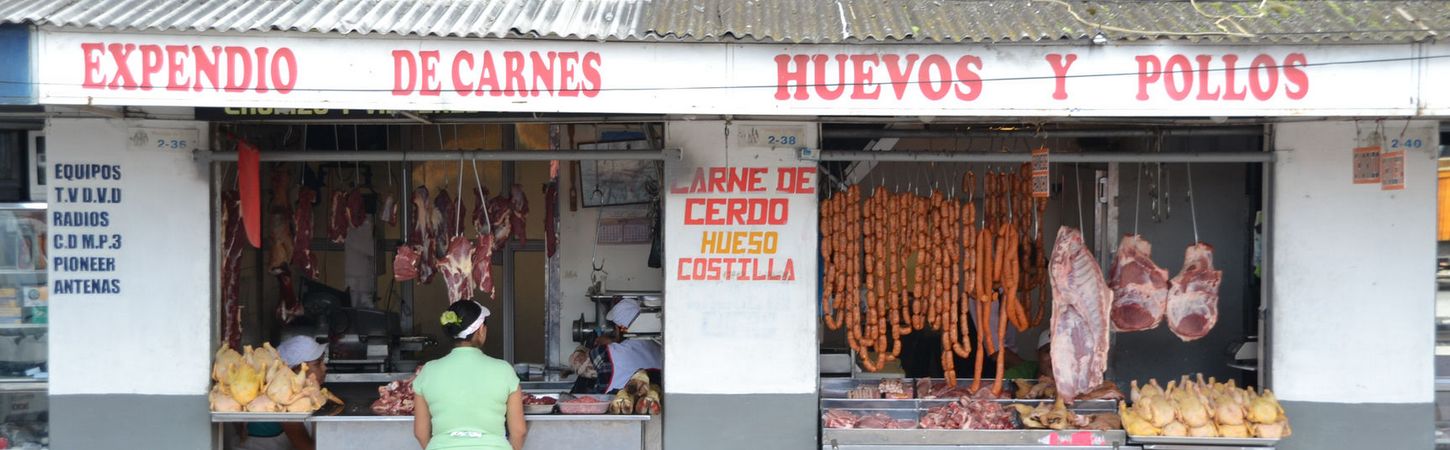 EXPENDIO DE CARNES HUEVOS Y POLLOS
2-36
EQUIPOS
T.V D.V.D
RADIOS
C.D M.P.3
PIONEER
ANTENAS
2-38
CARNE DE
CERDO
HUESO
COSTILLA
2-40